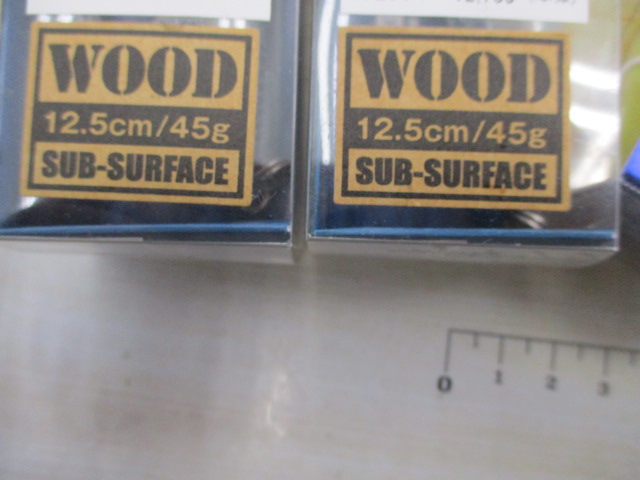 WOOD
12.5cm/45g
SUB-SURFACE
WOOD
12.5cm/45g
SUB-SURFACE
0 1 2 3